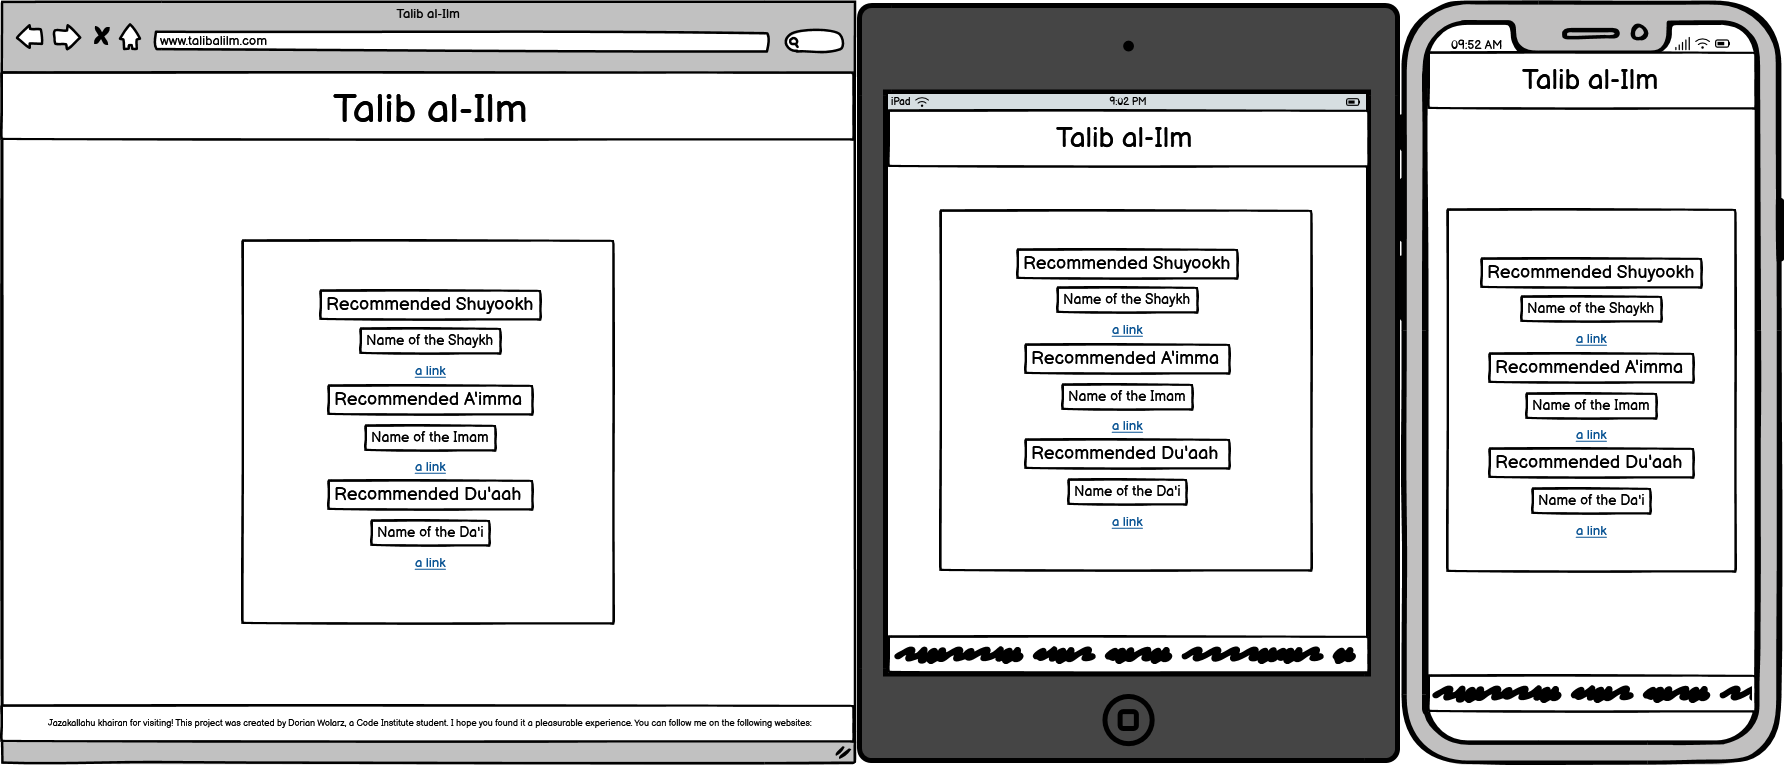 Talib al-Ilm
www.talibalilm.com
Talib al-Ilm
Recommended Shuyookh
Name of the Shaykh
a link
Recommended A'imma
Name of the Imam
a link
Recommended Du'aah
Name of the Da'i
a link
Jazakallahu khairan for visiting! This project was created by Dorian Wolarz, a Code Institute student. I hope you found it a pleasurable experience. You can follow me on the following websites:
iPad 9:02 PM
Talib al-Ilm
Recommended Shuyookh
Name of the Shaykh
a link
Recommended A'imma
Name of the Imam
a link
Recommended Du'aah
Name of the Da'i
a link
09:52 AM
Talib al-Ilm
Recommended Shuyookh
Name of the Shaykh
a link
Recommended A'imma
Name of the Imam
a link
Recommended Du'aah
Name of the Da'i
a link